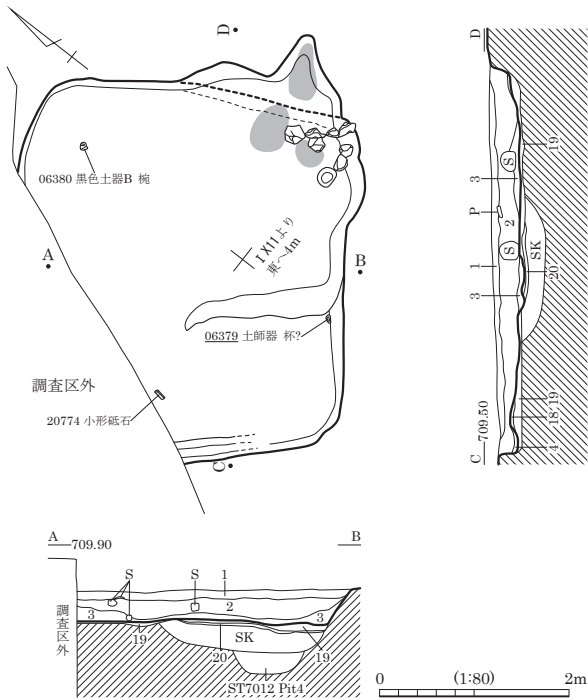 D
06380 黒色土器B 椀
A
I X11より
東へ4m
B
06379 土師器 杯?
調査区外
20774 小形砥石
C
D
19
S
3
P
2
S
SK
1
20
3
19
19
18
4
C
709.50
A
709.90
B
S
S
1
2
3
3
調査区外
19
SK
19
20
ST7012 Pit4
0
(1:80)
2m